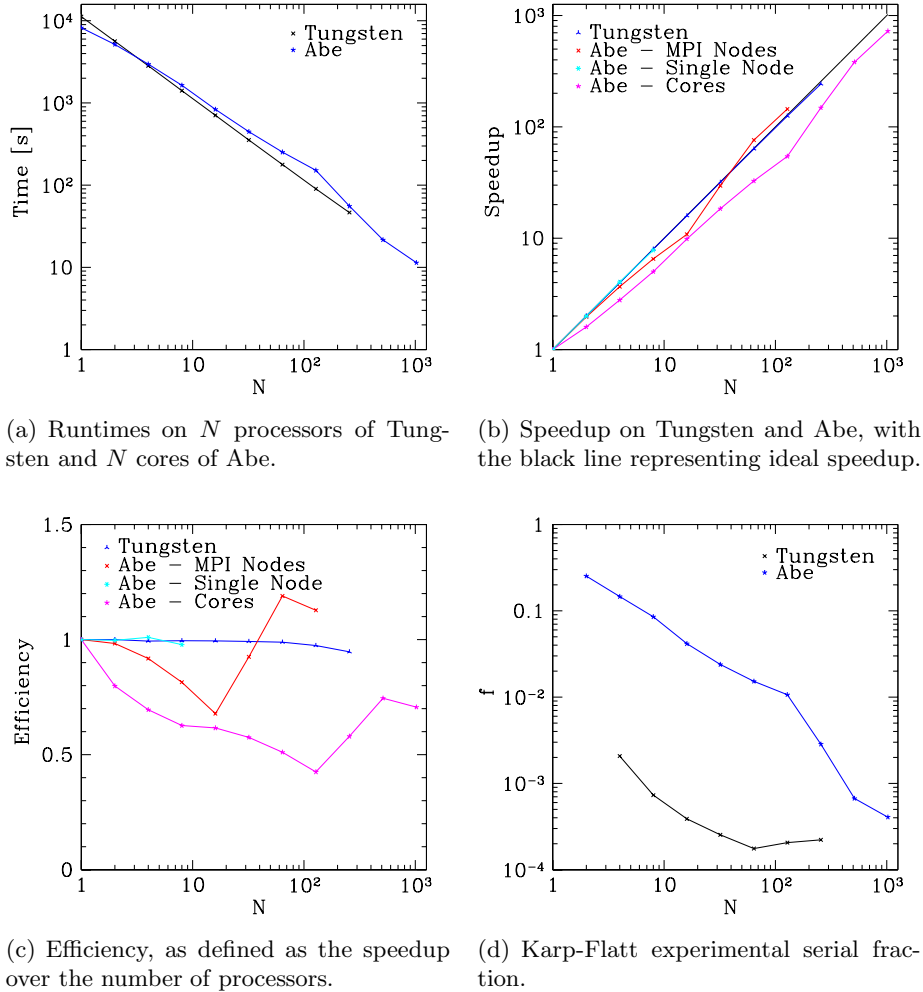 10⁴
10³
10²
10
1
Time [s]
Tungsten
Abe
1
10
10²
10³
N
10³
10²
10
1
Speedup
Tungsten
Abe − MPI Nodes
Abe − Single Node
Abe − Cores
1
10
10²
10³
N
(a) Runtimes on N processors of Tung-
sten and N cores of Abe.
(b) Speedup on Tungsten and Abe, with
the black line representing ideal speedup.
1.5
1
0.5
0
Efficiency
Tungsten
Abe − MPI Nodes
Abe − Single Node
Abe − Cores
1
10
10²
10³
N
1
0.1
10⁻²
10⁻³
10⁻⁴
f
Tungsten
Abe
1
10
10²
10³
N
(c) Efficiency, as defined as the speedup
over the number of processors.
(d) Karp-Flatt experimental serial frac-
tion.